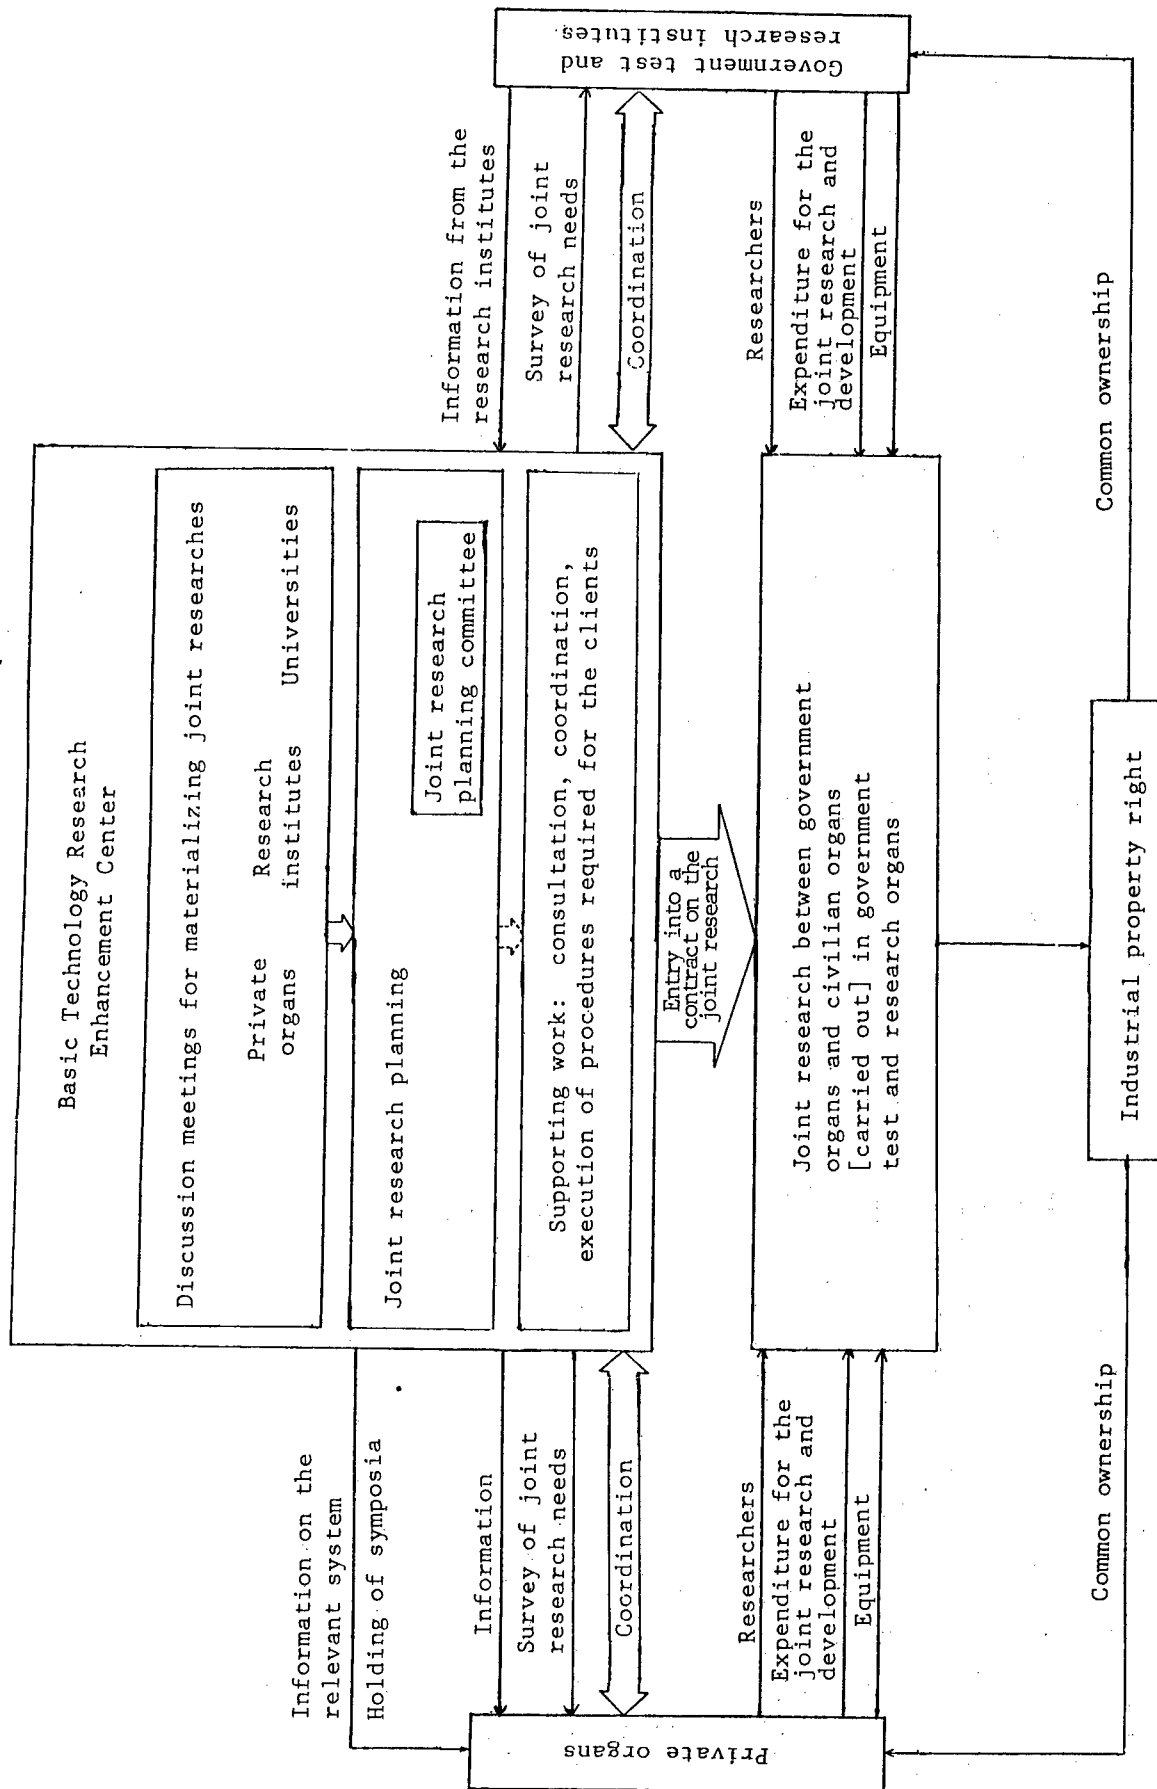 Basic Technology Research
Enhancement Center
Discussion meetings for materializing joint researches
Private
organs
Research
institutes
Universities
Joint research planning
Joint research
planning committee
Supporting work: consultation, coordination,
execution of procedures required for the clients
Information on the
relevant system
Holding of symposia
Information
Survey of joint
research needs
Coordination
Private organs
Information from the
research institutes
Survey of joint
research needs
Coordination
Government test and
research institutes
Entry into a
contract on the
joint research
Researchers
Expenditure for the
joint research and
development
Equipment
Joint research between government
organs and civilian organs
[carried out] in government
test and research organs
Researchers
Expenditure for the
joint research and
development
Equipment
Common ownership
Industrial property right
Common ownership